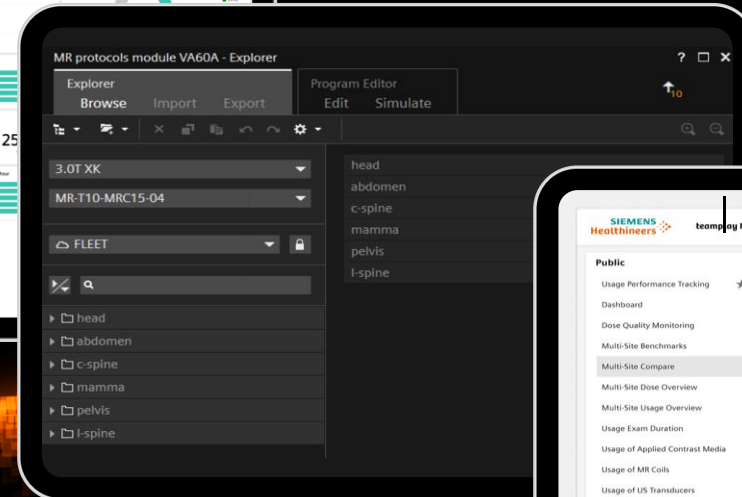 25
MR protocols module VA60A - Explorer
?
Explorer
Program Editor
Browse Import Export
Edit Simulate
10
3.0T XK
MR-T10-MRC15-04
FLEET
head
abdomen
c-spine
mamma
pelvis
l-spine
head
abdomen
c-spine
mamma
pelvis
l-spine
SIEMENS
Healthineers
teamplay
Public
Usage Performance Tracking
Dashboard
Dose Quality Monitoring
Multi-Site Benchmarks
Multi-Site Compare
Multi-Site Dose Overview
Multi-Site Usage Overview
Usage Exam Duration
Usage of Applied Contrast Media
Usage of MR Coils
Usage of US Transducers